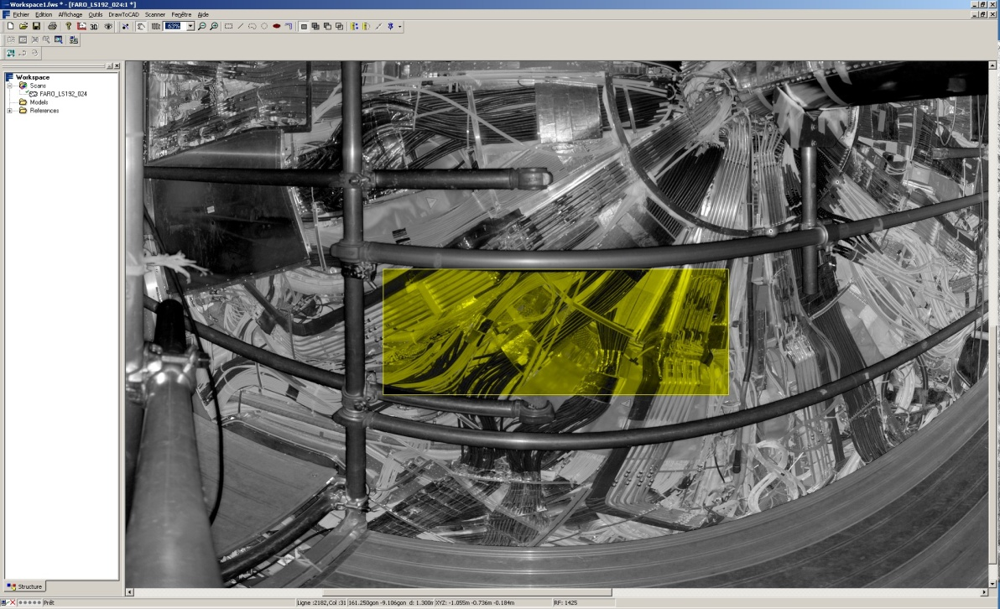 Workspace1.fws * - [FARO_LS192_024:1 *]
Fichier Edition Affichage Outils DrawToCAD Scanner Fenêtre Aide
3D 63%
Workspace
Scans
FARO_LS192_024
Models
References
Structure
Prêt Ligne :2182,Col :31 161.250gon -9.106gon d: 1.300m XYZ: -1.055m -0.736m -0.184m RF: 1425